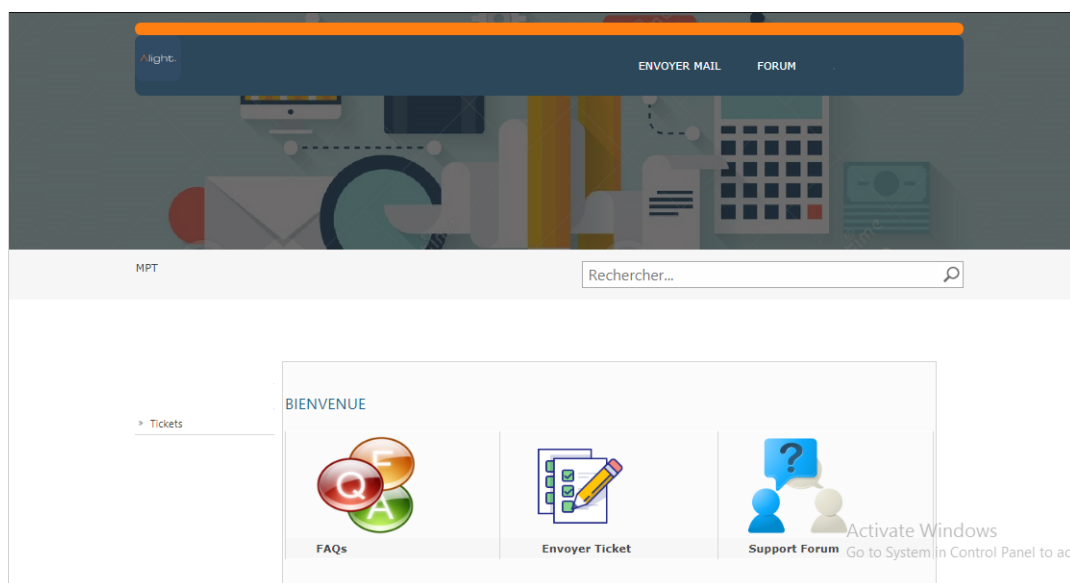 Alight.
ENVOYER MAIL FORUM
MPT
Rechercher...
BIENVENUE
» Tickets
F
Q
A
?
FAQs Envoyer Ticket Support Forum
Activate Windows
Go to System in Control Panel to ac